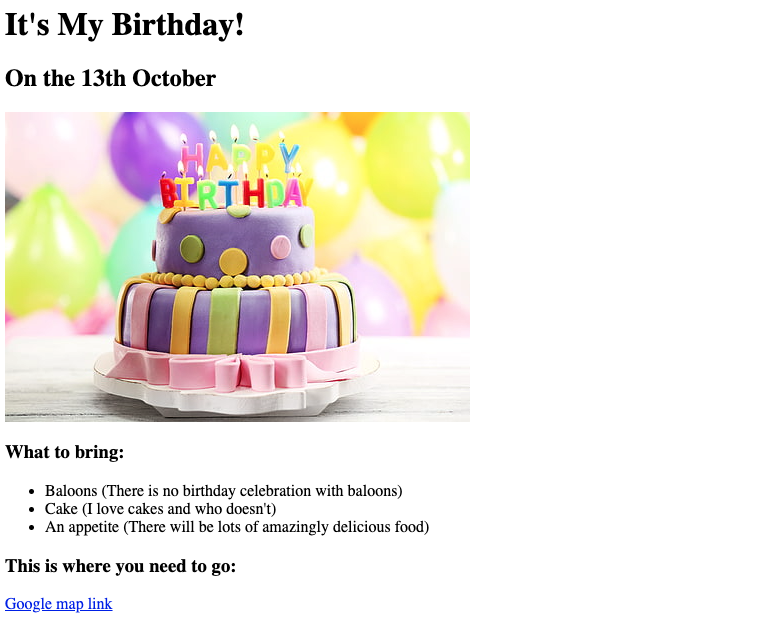 It's My Birthday!
On the 13th October
HAPPY
BIRTHDAY
What to bring:
Baloons (There is no birthday celebration with baloons)
Cake (I love cakes and who doesn't)
An appetite (There will be lots of amazingly delicious food)
This is where you need to go:
Google map link